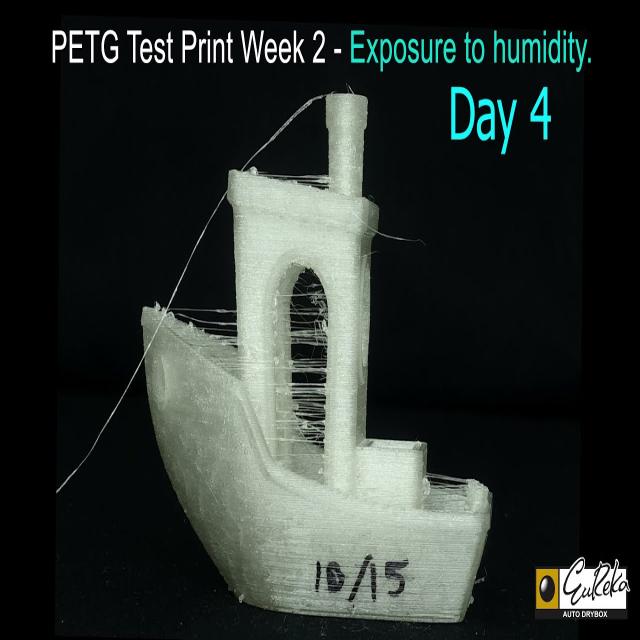 PETG Test Print Week 2 - Exposure to humidity.
Day 4
10/15
EuReka
AUTO DRYBOX